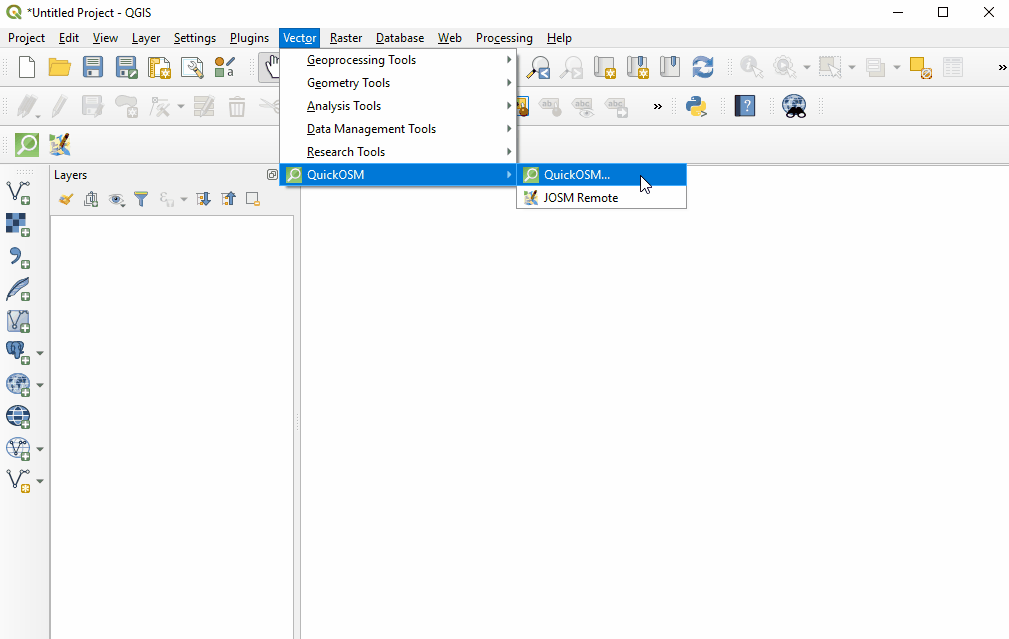 *Untitled Project - QGIS
Project Edit View Layer Settings Plugins Vector Raster Database Web Processing Help
Geoprocessing Tools
Geometry Tools
Analysis Tools
Data Management Tools
Research Tools
QuickOSM
QuickOSM...
JOSM Remote
Layers